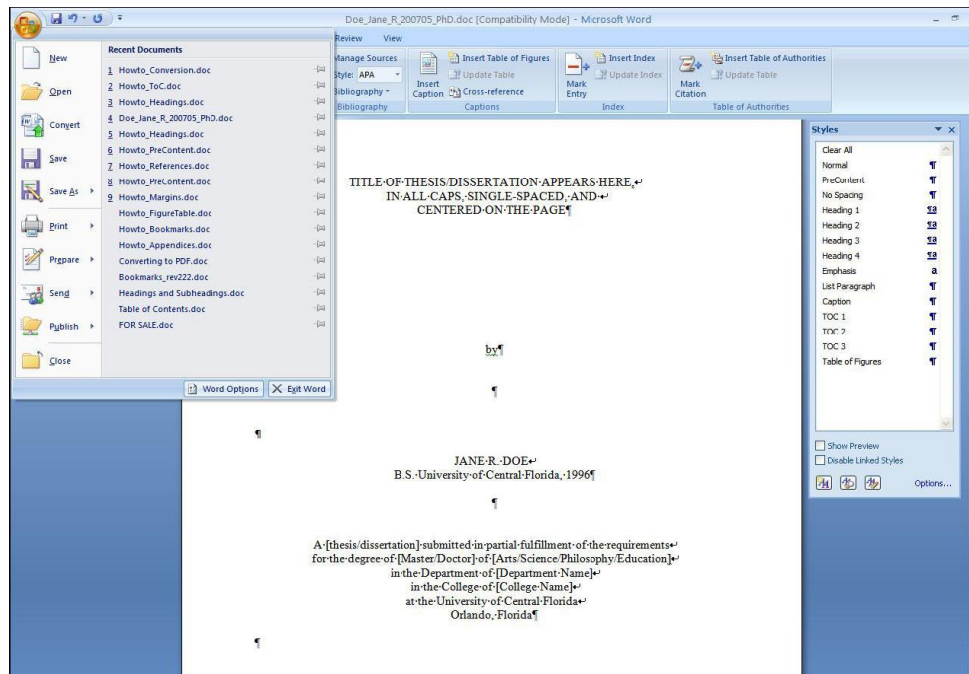 Doe_Jane_R_200705_PhD.doc [Compatibility Mode] - Microsoft Word
Review View
New
Open
Convert
Save
Save As
Print
Prepare
Send
Publish
Close
Recent Documents
1 Howto_Conversion.doc
2 Howto_ToC.doc
3 Howto_Headings.doc
4 Doe_Jane_R_200705_PhD.doc
5 Howto_Headings.doc
6 Howto_PreContent.doc
7 Howto_References.doc
8 Howto_PreContent.doc
9 Howto_Margins.doc
Howto_FigureTable.doc
Howto_Bookmarks.doc
Howto_Appendices.doc
Converting to PDF.doc
Bookmarks_rev222.doc
Headings and Subheadings.doc
Table of Contents.doc
FOR SALE.doc
Word Options Exit Word
Manage Sources
Style: APA
Bibliography
Bibliography
Insert Caption
Insert Table of Figures
Update Table
Cross-reference
Captions
Mark Entry
Insert Index
Update Index
Index
Mark Citation
Insert Table of Authorities
Update Table
Table of Authorities
TITLE·OF·THESIS/DISSERTATION·APPEARS·HERE,↵
IN·ALL·CAPS,·SINGLE-SPACED,·AND·↵
CENTERED·ON·THE·PAGE¶
by¶
¶
¶
JANE·R.·DOE↵
B.S.·University·of·Central·Florida,·1996¶
¶
A·[thesis/dissertation]·submitted·in·partial·fulfillment·of·the·requirements↵
for·the·degree·of·[Master/Doctor]·of·[Arts/Science/Philosophy/Education]↵
in·the·Department·of·[Department·Name]↵
in·the·College·of·[College·Name]↵
at·the·University·of·Central·Florida↵
Orlando,·Florida¶
¶
Styles
Clear All
Normal ¶
PreContent ¶
No Spacing ¶
Heading 1 ¶a
Heading 2 ¶a
Heading 3 ¶a
Heading 4 ¶a
Emphasis a
List Paragraph ¶
Caption ¶
TOC 1 ¶
TOC 2 ¶
TOC 3 ¶
Table of Figures ¶
Show Preview
Disable Linked Styles
Options...